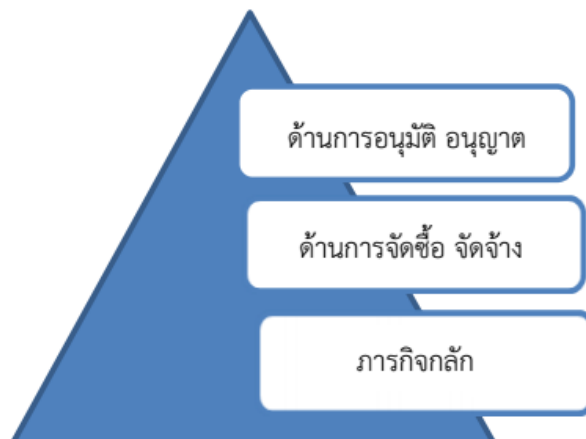 ด้านการอนุมัติ อนุญาต
ด้านการจัดซื้อ จัดจ้าง
ภารกิจกลัก